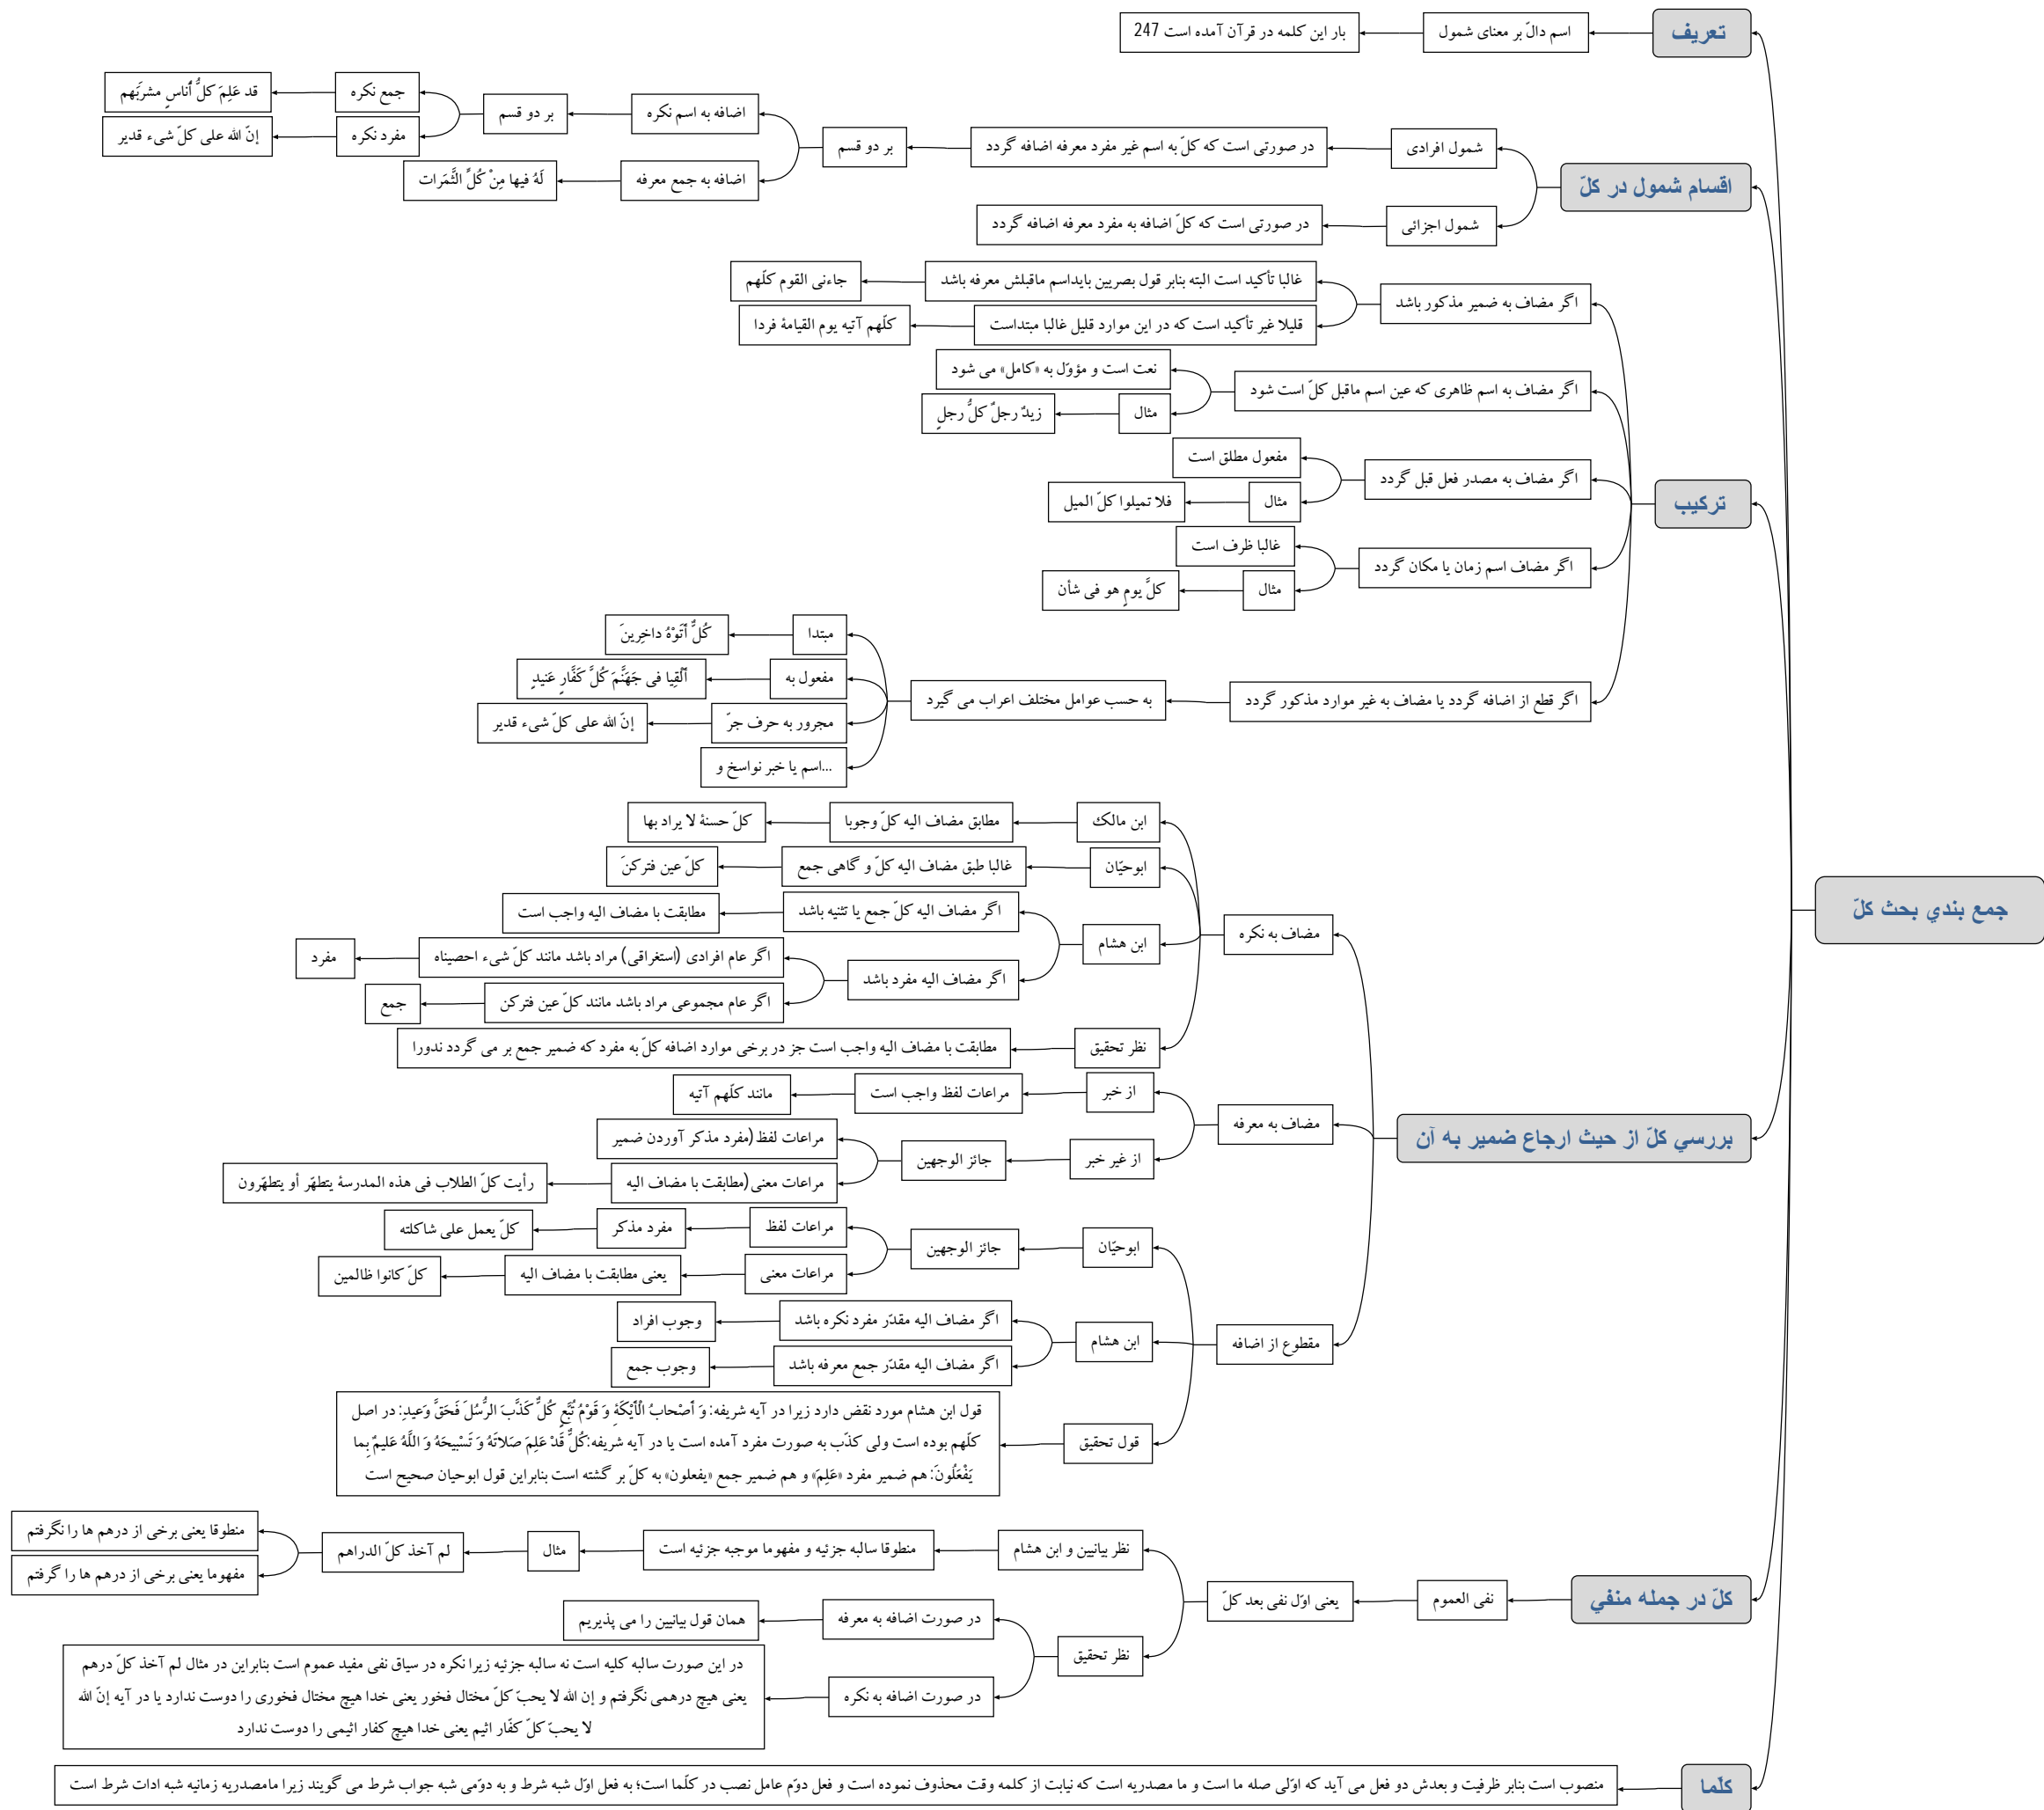 جمع بندي بحث كلّ
تعريف
اسم دالّ بر معنای شمول
بار این کلمه در قرآن آمده است 247
اقسام شمول در كلّ
شمول افرادی
در صورتی است که کلّ به اسم غیر مفرد معرفه اضافه گردد
بر دو قسم
اضافه به اسم نکره
بر دو قسم
جمع نکره
قد عَلِمَ کلُّ أناسٍ مشربَهم
مفرد نکره
إنّ الله علی کلّ شیء قدیر
اضافه به جمع معرفه
لَهُ فیها مِنْ کُلِّ الثَّمَرات
شمول اجزائی
در صورتی است که کلّ اضافه به مفرد معرفه اضافه گردد
تركيب
اگر مضاف به ضمیر مذکور باشد
غالبا تأکید است البته بنابر قول بصریین بایداسم ماقبلش معرفه باشد
جاءنی القوم کلّهم
قلیلا غیر تأکید است که در این موارد قلیل غالبا مبتداست
کلّهم آتیه یوم القیامة فردا
اگر مضاف به اسم ظاهری که عین اسم ماقبل کلّ است شود
نعت است و مؤوّل به «کامل» می شود
مثال
زیدٌ رجلٌ کلُّ رجلٍ
اگر مضاف به مصدر فعل قبل گردد
مفعول مطلق است
مثال
فلا تمیلوا کلّ المیل
اگر مضاف اسم زمان یا مکان گردد
غالبا ظرف است
مثال
کلَّ یومٍ هو فی شأن
اگر قطع از اضافه گردد یا مضاف به غیر موارد مذکور گردد
به حسب عوامل مختلف اعراب می گیرد
مبتدا
کُلٌّ أتَوْهُ داخِرینَ
مفعول به
ألْقِیا فی جَهَنَّمَ کُلَّ کَفَّارٍ عَنیدٍ
مجرور به حرف جرّ
إنّ الله علی کلّ شیء قدیر
...اسم یا خبر نواسخ و
بررسي كلّ از حيث ارجاع ضمير به آن
مضاف به نکره
ابن مالک
مطابق مضاف الیه کلّ وجوبا
کلّ حسنة لا یراد بها
ابوحیّان
غالبا طبق مضاف الیه کلّ و گاهی جمع
کلّ عین فترکنَ
ابن هشام
اگر مضاف الیه کلّ جمع یا تثنیه باشد
مطابقت با مضاف الیه واجب است
اگر مضاف الیه مفرد باشد
اگر عام افرادی (استغراقی) مراد باشد مانند کلّ شیء احصیناه
مفرد
اگر عام مجموعی مراد باشد مانند کلّ عین فترکن
جمع
نظر تحقیق
مطابقت با مضاف الیه واجب است جز در برخی موارد اضافه کلّ به مفرد که ضمیر جمع بر می گردد ندورا
مضاف به معرفه
از خبر
مراعات لفظ واجب است
مانند کلّهم آتیه
از غیر خبر
جائز الوجهین
مراعات لفظ (مفرد مذکر آوردن ضمیر
مراعات معنی (مطابقت با مضاف الیه
رأیت کلّ الطلاب فی هذه المدرسة یتطهّر أو یتطهّرون
مقطوع از اضافه
ابوحیّان
جائز الوجهین
مراعات لفظ
مفرد مذکر
کلّ یعمل علی شاکلته
مراعات معنی
یعنی مطابقت با مضاف الیه
کلّ کانوا ظالمین
ابن هشام
اگر مضاف الیه مقدّر مفرد نکره باشد
وجوب افراد
اگر مضاف الیه مقدّر جمع معرفه باشد
وجوب جمع
قول تحقیق
قول ابن هشام مورد نقض دارد زیرا در آیه شریفه: وَ أصْحابُ الْأیْکَةِ وَ قَوْمُ تُبَّعٍ کُلٌّ کَذَّبَ الرُّسُلَ فَحَقَّ وَعیدِ: در اصل
کلّهم بوده است ولی کذّب به صورت مفرد آمده است یا در آیه شریفه:کُلٌّ قَدْ عَلِمَ صَلاتَهُ وَ تَسْبیحَهُ وَ اللَّهُ عَلیمٌ بِما
یَفْعَلُونَ: هم ضمیر مفرد «عَلِمَ» و هم ضمیر جمع «یفعلون» به کلّ بر گشته است بنابراین قول ابوحیان صحیح است
كلّ در جمله منفي
نفی العموم
یعنی اوّل نفی بعد کلّ
نظر بیانیین و ابن هشام
منطوقا سالبه جزئیه و مفهوما موجبه جزئیه است
مثال
لم آخذ کلّ الدراهم
منطوقا یعنی برخی از درهم ها را نگرفتم
مفهوما یعنی برخی از درهم ها را گرفتم
نظر تحقیق
در صورت اضافه به معرفه
همان قول بیانیین را می پذیریم
در صورت اضافه به نکره
در این صورت سالبه کلیه است نه سالبه جزئیه زیرا نکره در سیاق نفی مفید عموم است بنابراین در مثال لم آخذ کلّ درهم
یعنی هیچ درهمی نگرفتم و إن الله لا یحبّ کلّ مختال فخور یعنی خدا هیچ مختال فخوری را دوست ندارد یا در آیه إنّ الله
لا یحبّ کلّ کفّار اثیم یعنی خدا هیچ کفار اثیمی را دوست ندارد
كلّما
منصوب است بنابر ظرفیت و بعدش دو فعل می آید که اوّلی صله ما است و ما مصدریه است که نیابت از کلمه وقت محذوف نموده است و فعل دوّم عامل نصب در کلّما است؛ به فعل اوّل شبه شرط و به دوّمی شبه جواب شرط می گویند زیرا مامصدریه زمانیه شبه ادات شرط است